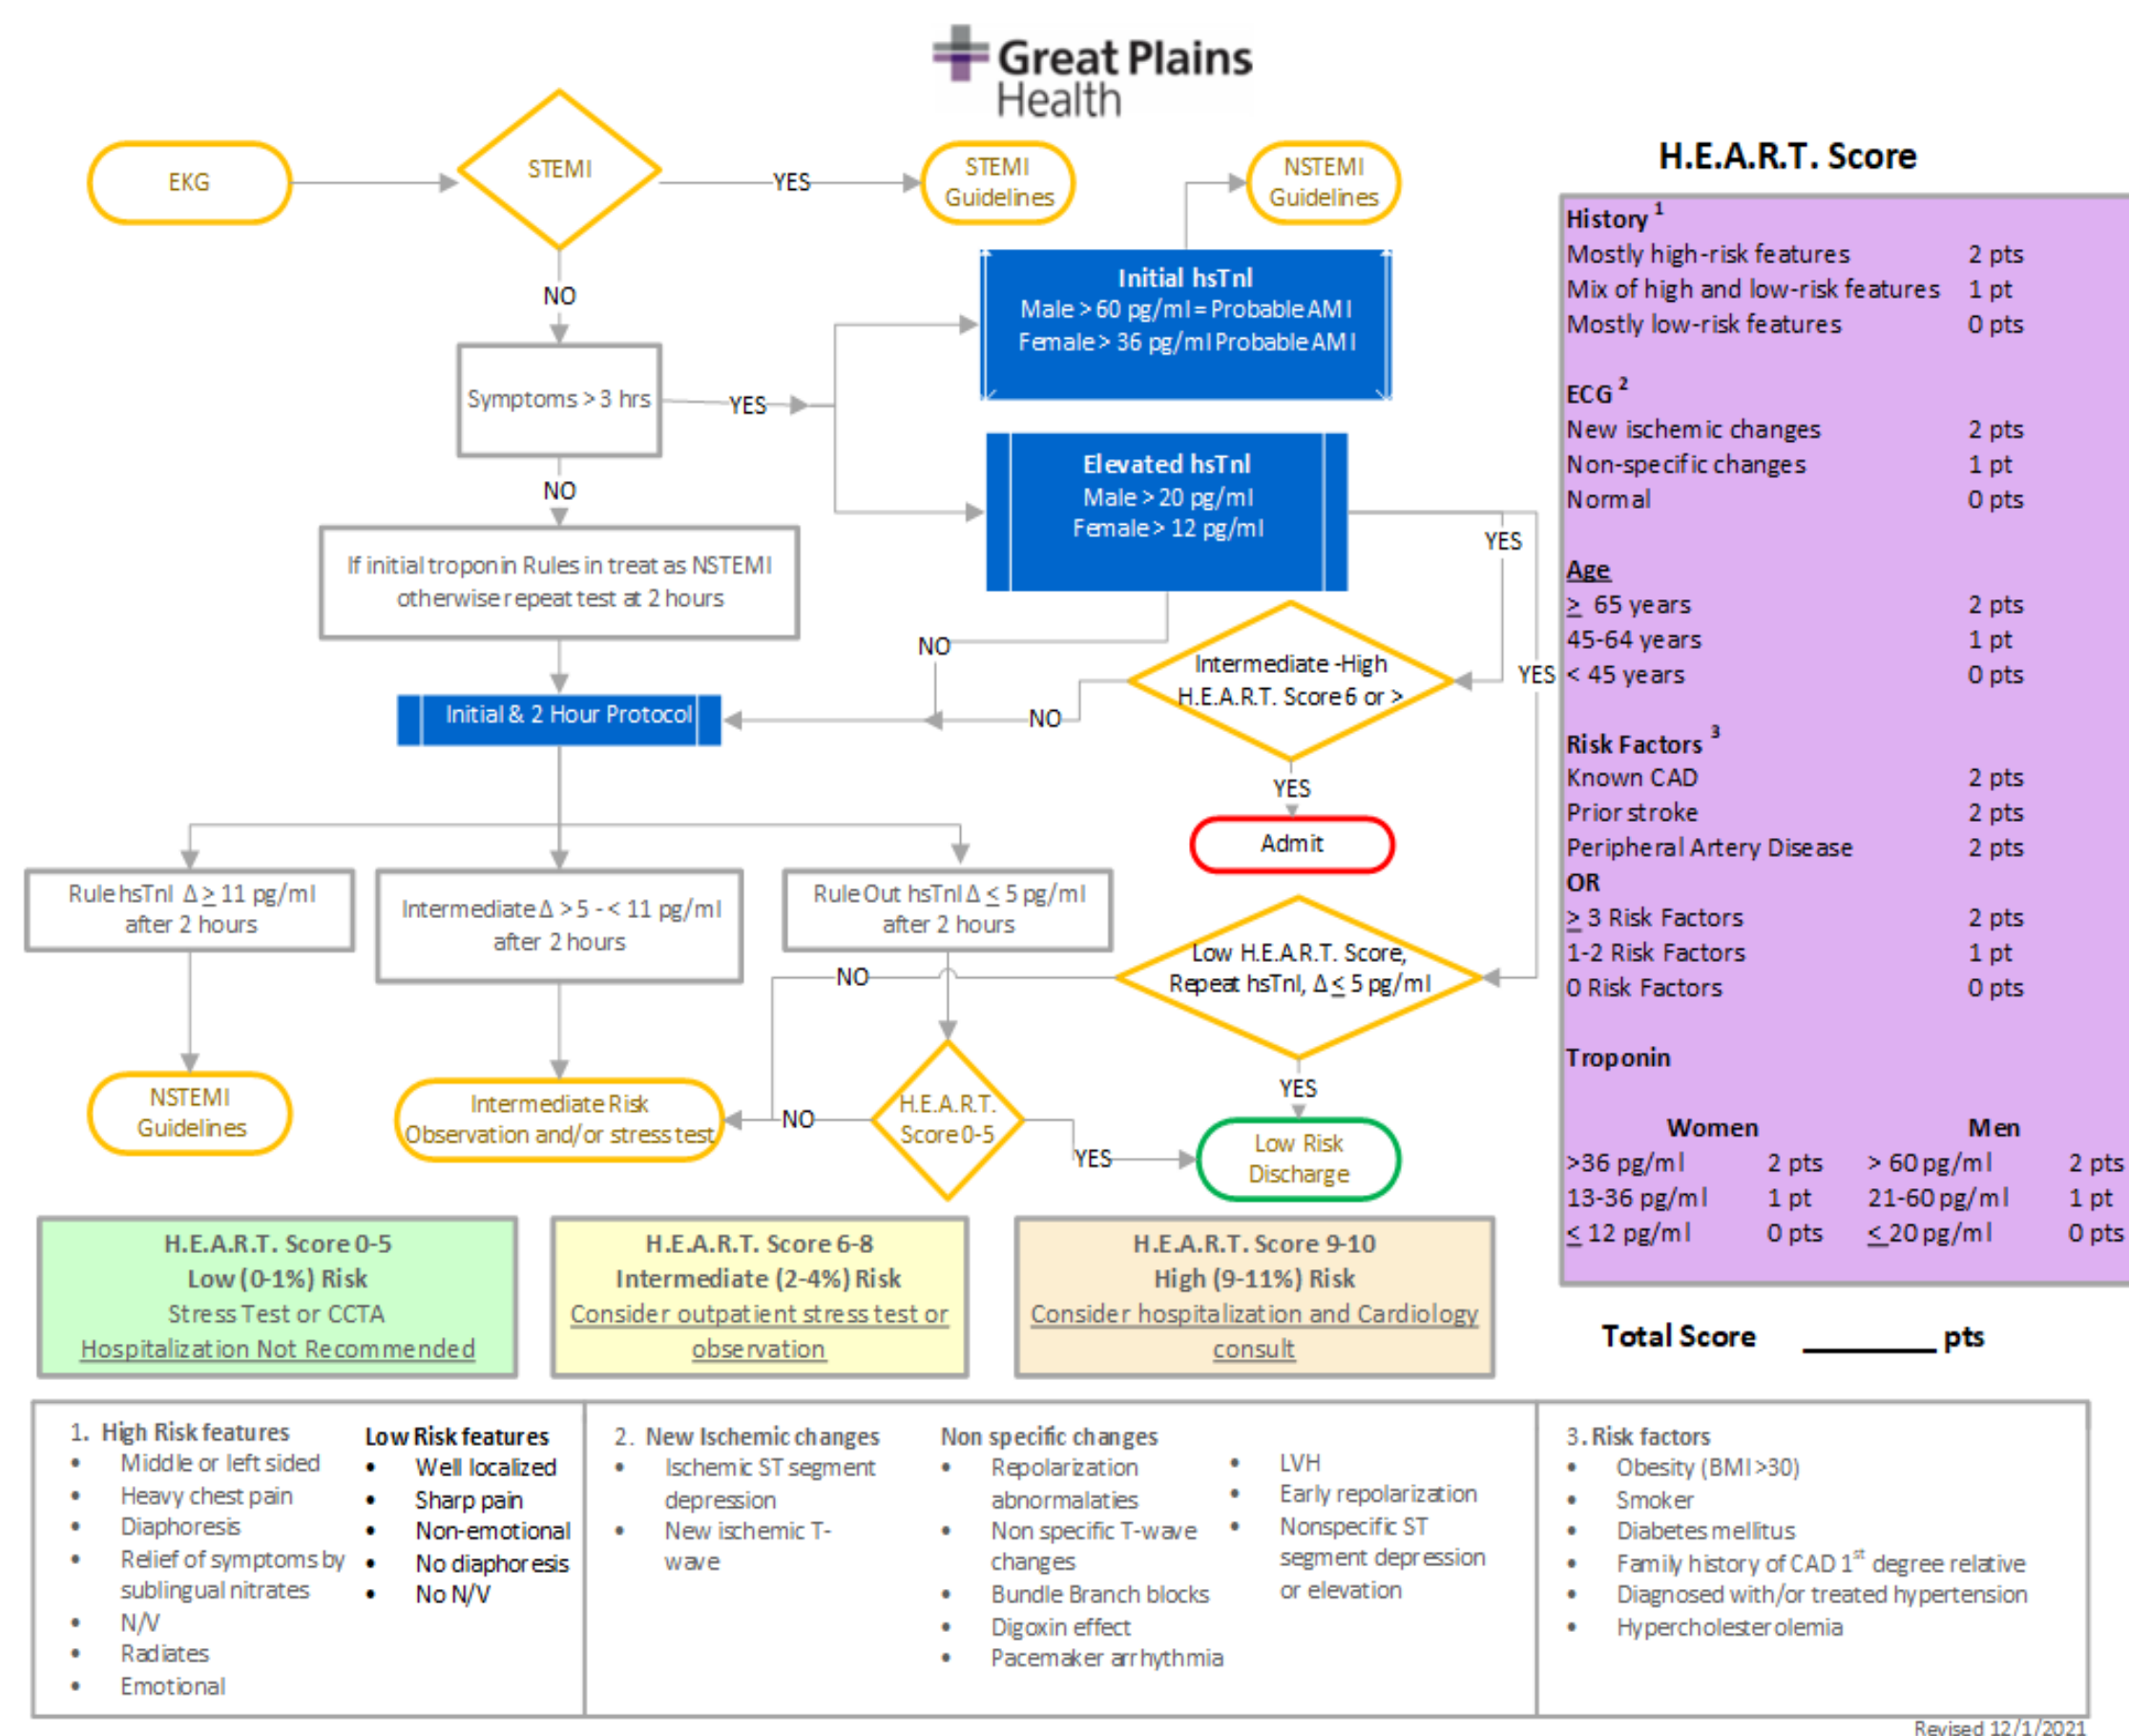 Great Plains
Health
EKG
STEMI
YES
STEMI
Guidelines
NSTEMI
Guidelines
NO
Initial hsTnl
Male > 60 pg/ml = Probable AMI
Female > 36 pg/ml Probable AMI
Symptoms > 3 hrs
YES
Elevated hsTnl
Male > 20 pg/ml
Female > 12 pg/ml
NO
YES
If initial troponin Rules in treat as NSTEMI
otherwise repeat test at 2 hours
NO
Intermediate -High
H.E.A.R.T. Score 6 or >
YES
Initial & 2 Hour Protocol
NO
YES
Admit
Rule hsTnl Δ ≥ 11 pg/ml
after 2 hours
Intermediate Δ > 5 - < 11 pg/ml
after 2 hours
Rule Out hsTnl Δ ≤ 5 pg/ml
after 2 hours
Low H.E.A.R.T. Score,
Repeat hsTnl, Δ ≤ 5 pg/ml
NO
YES
NSTEMI
Guidelines
Intermediate Risk
Observation and/or stress test
NO
H.E.A.R.T.
Score 0-5
YES
Low Risk
Discharge
H.E.A.R.T. Score
History 1
Mostly high-risk features 2 pts
Mix of high and low-risk features 1 pt
Mostly low-risk features 0 pts
ECG 2
New ischemic changes 2 pts
Non-specific changes 1 pt
Normal 0 pts
Age
≥ 65 years 2 pts
45-64 years 1 pt
< 45 years 0 pts
Risk Factors 3
Known CAD 2 pts
Prior stroke 2 pts
Peripheral Artery Disease 2 pts
OR
≥ 3 Risk Factors 2 pts
1-2 Risk Factors 1 pt
0 Risk Factors 0 pts
Troponin
Women Men
>36 pg/ml 2 pts > 60 pg/ml 2 pts
13-36 pg/ml 1 pt 21-60 pg/ml 1 pt
≤ 12 pg/ml 0 pts ≤ 20 pg/ml 0 pts
Total Score ________ pts
H.E.A.R.T. Score 0-5
Low (0-1%) Risk
Stress Test or CCTA
Hospitalization Not Recommended
H.E.A.R.T. Score 6-8
Intermediate (2-4%) Risk
Consider outpatient stress test or
observation
H.E.A.R.T. Score 9-10
High (9-11%) Risk
Consider hospitalization and Cardiology
consult
1. High Risk features
• Middle or left sided
• Heavy chest pain
• Diaphoresis
• Relief of symptoms by
sublingual nitrates
• N/V
• Radiates
• Emotional
Low Risk features
• Well localized
• Sharp pain
• Non-emotional
• No diaphoresis
• No N/V
2. New Ischemic changes
• Ischemic ST segment
depression
• New ischemic T-
wave
Non specific changes
• Repolarization
abnormalaties
• Non specific T-wave
changes
• Bundle Branch blocks
• Digoxin effect
• Pacemaker arrhythmia
• LVH
• Early repolarization
• Nonspecific ST
segment depression
or elevation
3. Risk factors
• Obesity (BMI >30)
• Smoker
• Diabetes mellitus
• Family history of CAD 1st degree relative
• Diagnosed with/or treated hypertension
• Hypercholesterolemia
Revised 12/1/2021